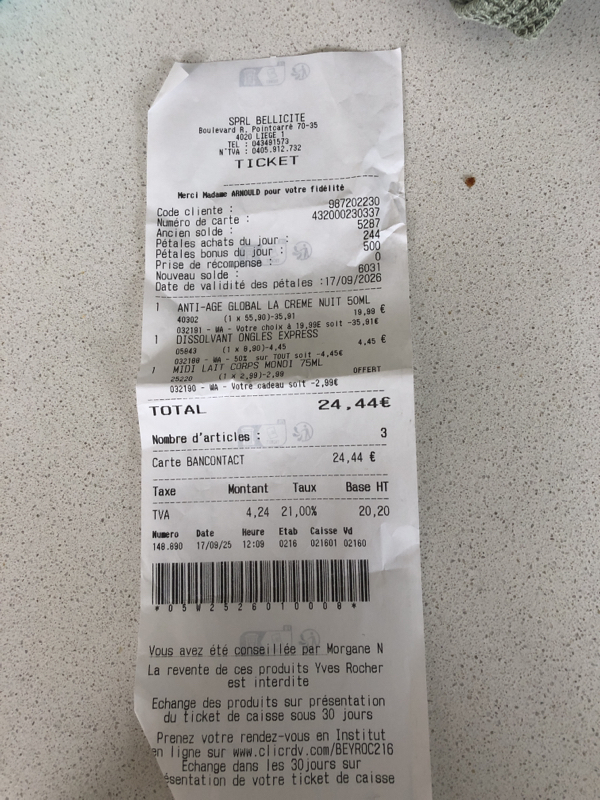 SPRL BELLICITE
Boulevard R. Pointcarré 70-35
4020 LIEGE 1
TEL : 043491573
N°TVA : 0405.912.732
TICKET
Merci Madame ARNOULD pour votre fidélité
Code cliente : 987202230
Numéro de carte : 432000230337
Ancien solde : 5287
Pétales achats du jour : 244
Pétales bonus du jour : 500
Prise de récompense : 0
Nouveau solde : 6031
Date de validité des pétales :17/09/2026
1 ANTI-AGE GLOBAL LA CREME NUIT 50ML
40302 (1 x 55,90)-35,91 19,99 €
032191 - WA - Votre choix à 19,99E soit -35,91€
1 DISSOLVANT ONGLES EXPRESS
05843 (1 x 8,90)-4,45 4,45 €
032188 - WA - 50% sur TOUT soit -4,45€
1 MIDI LAIT CORPS MONOI 75ML
25220 (1 x 2,99)-2,99 OFFERT
032190 - WA - Votre cadeau soit -2,99€
TOTAL 24,44€
Nombre d'articles : 3
Carte BANCONTACT 24,44 €
Taxe Montant Taux Base HT
TVA 4,24 21,00% 20,20
Numero Date Heure Etab Caisse Vd
148.690 17/09/25 12:09 0216 021601 02160
*05W2526010008*
Vous avez été conseillée par Morgane N
La revente de ces produits Yves Rocher
est interdite
Echange des produits sur présentation
du ticket de caisse sous 30 jours
Prenez votre rendez-vous en Institut
en ligne sur www.clicrdv.com/BEYROC216
Echange dans les 30jours sur
ésentation de votre ticket de caisse